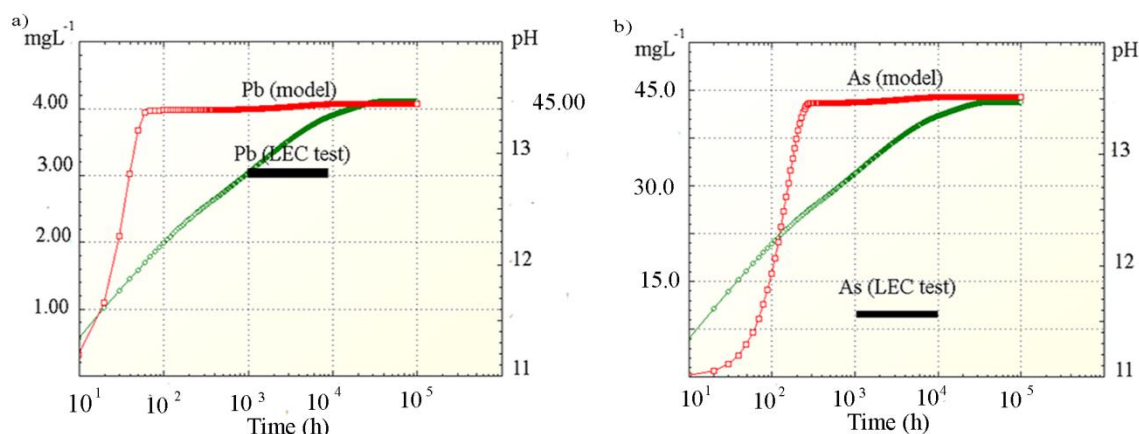 a)
mgL-1
pH
Pb (model)
4.00
45.00
13
Pb (LEC test)
3.00
2.00
12
1.00
11
10^1 10^2 10^3 10^4 10^5
Time (h)
b)
mgL-1
pH
As (model)
45.0
13
30.0
12
15.0
As (LEC test)
11
10^1 10^2 10^3 10^4 10^5
Time (h)